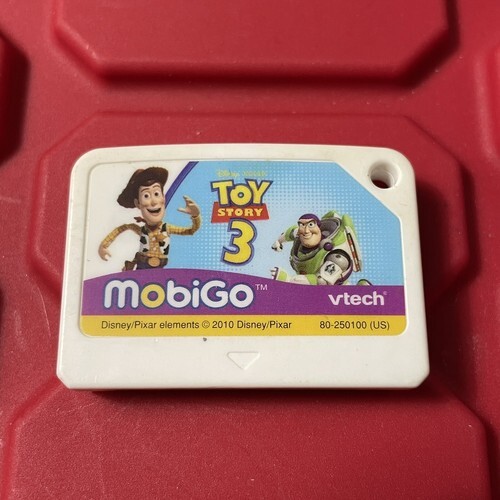 Disney PIXAR
TOY
STORY
3
MobiGo™
vtech®
Disney/Pixar elements © 2010 Disney/Pixar
80-250100 (US)